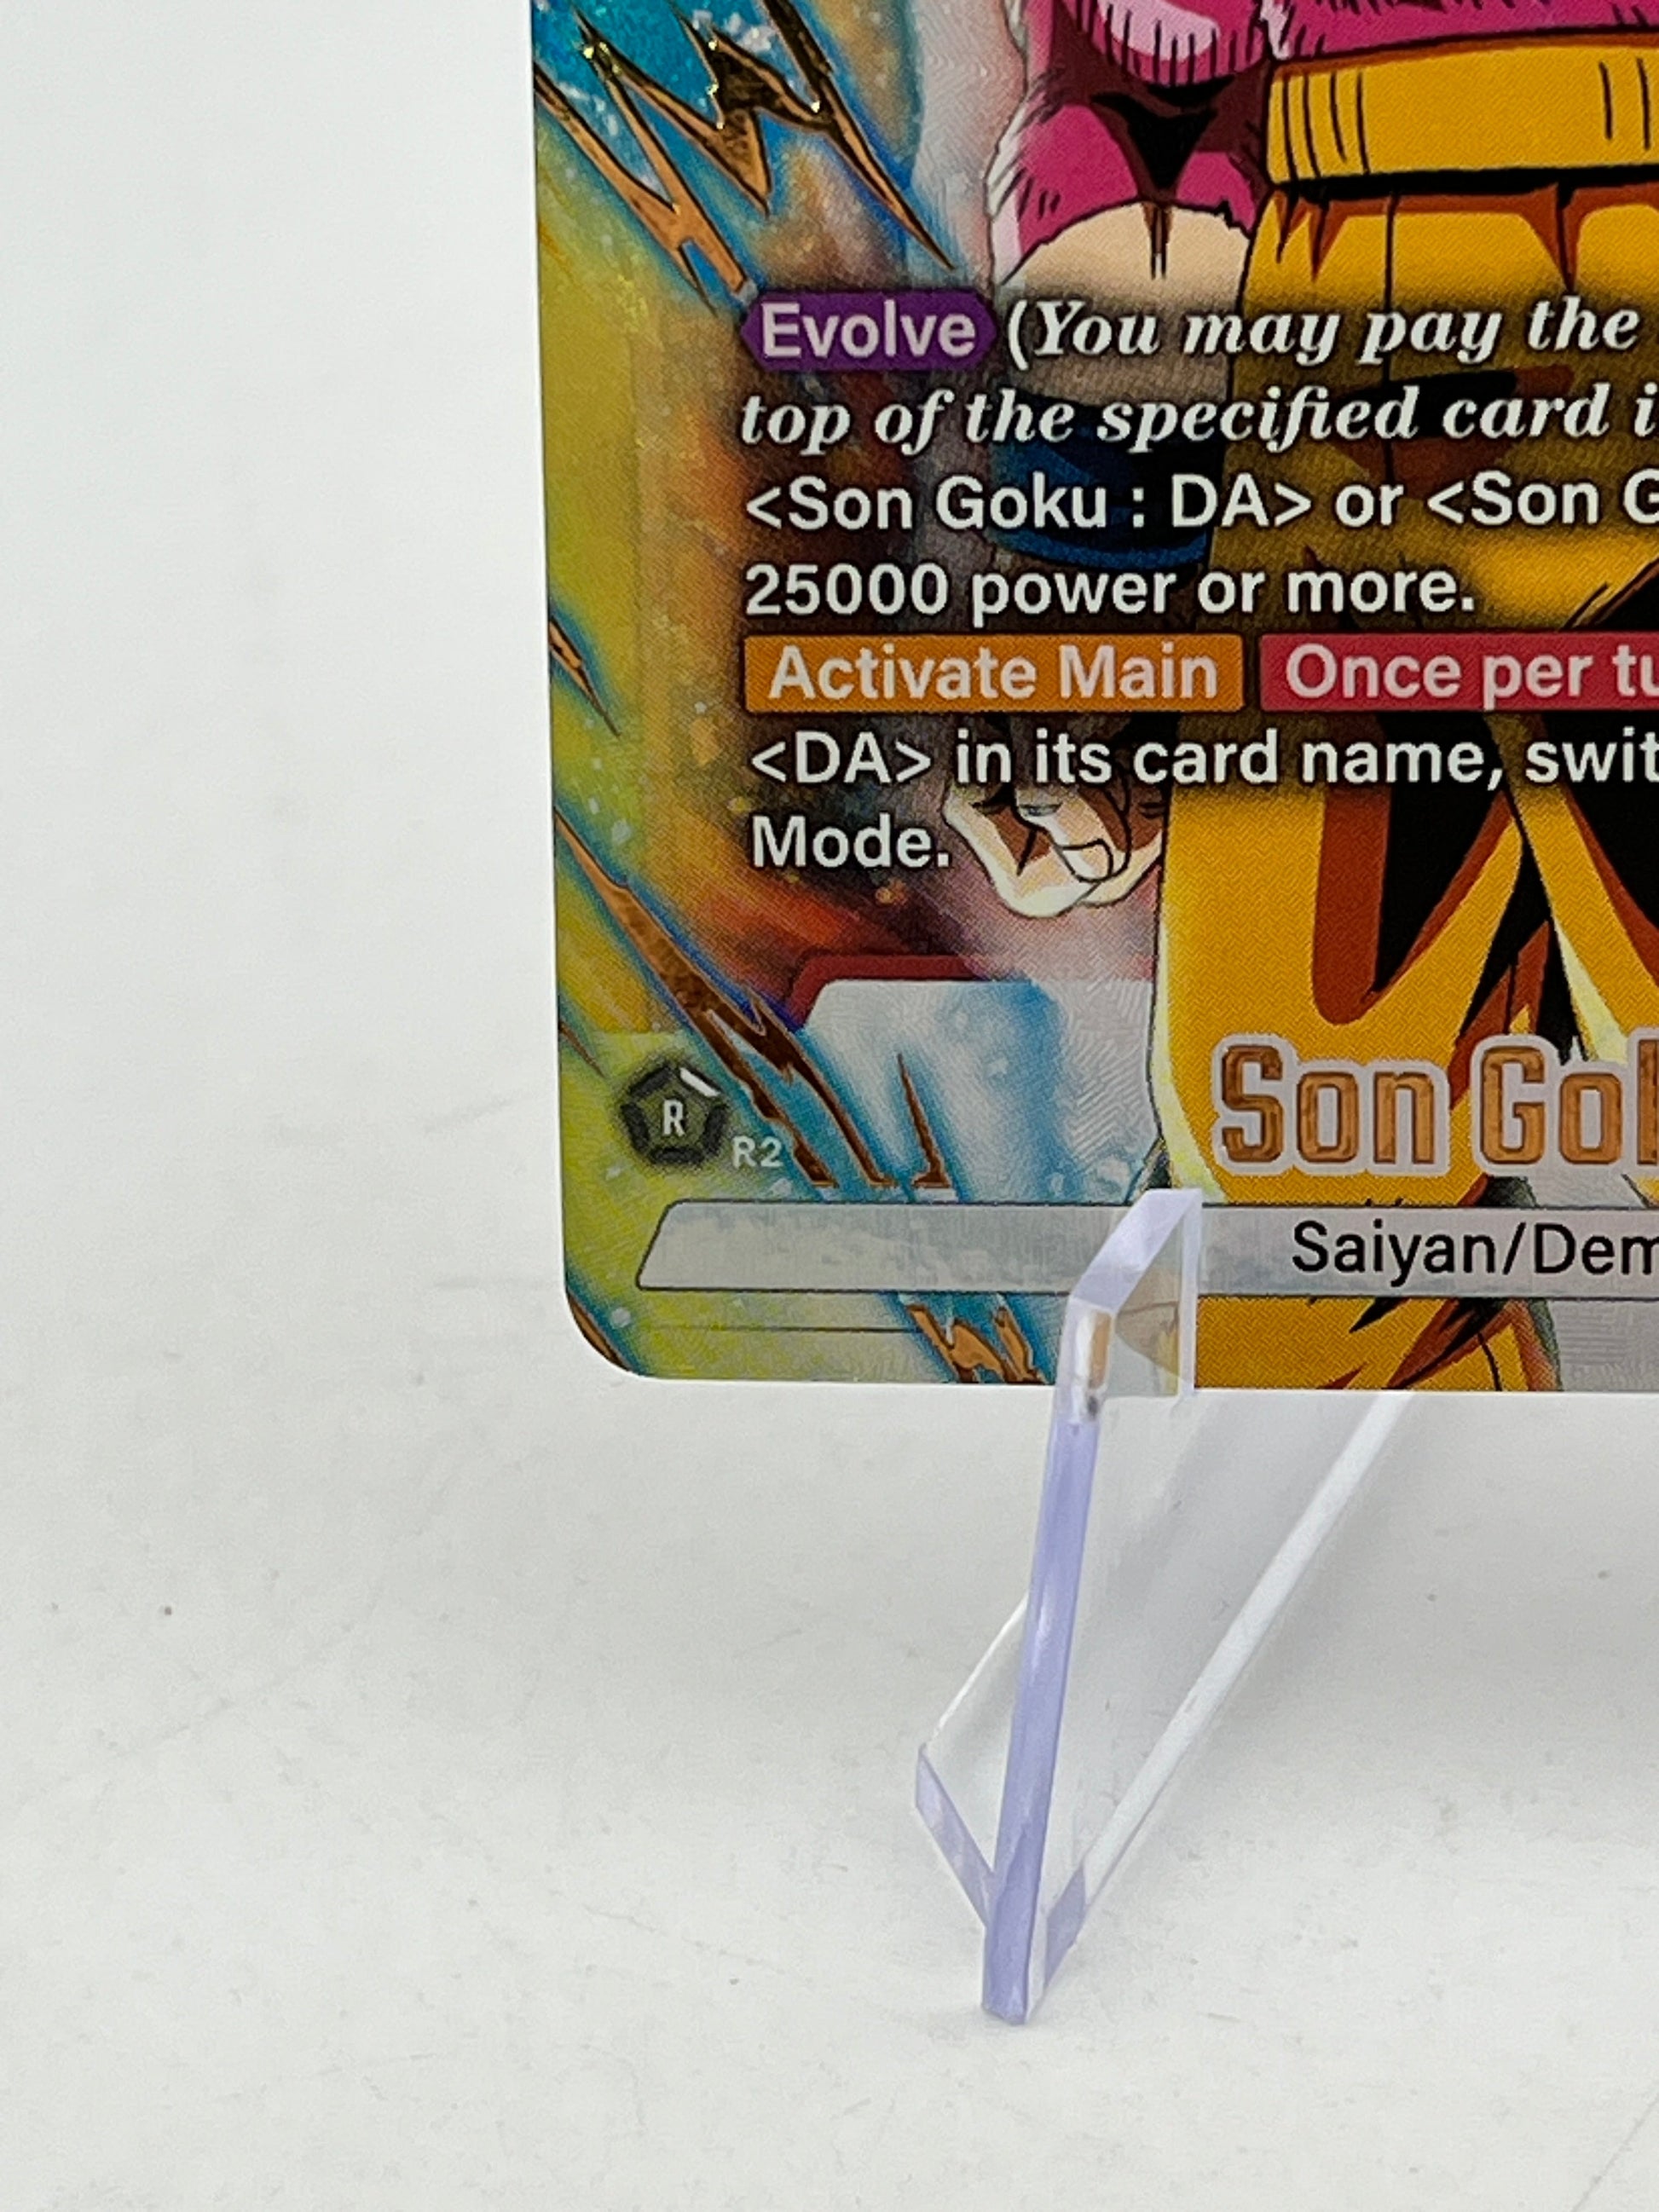 Evolve (You may pay the
top of the specified card i
<Son Goku : DA> or <Son G
25000 power or more.
Activate Main Once per tu
<DA> in its card name, swit
Mode.
R R2
Son Gok
Saiyan/Dem